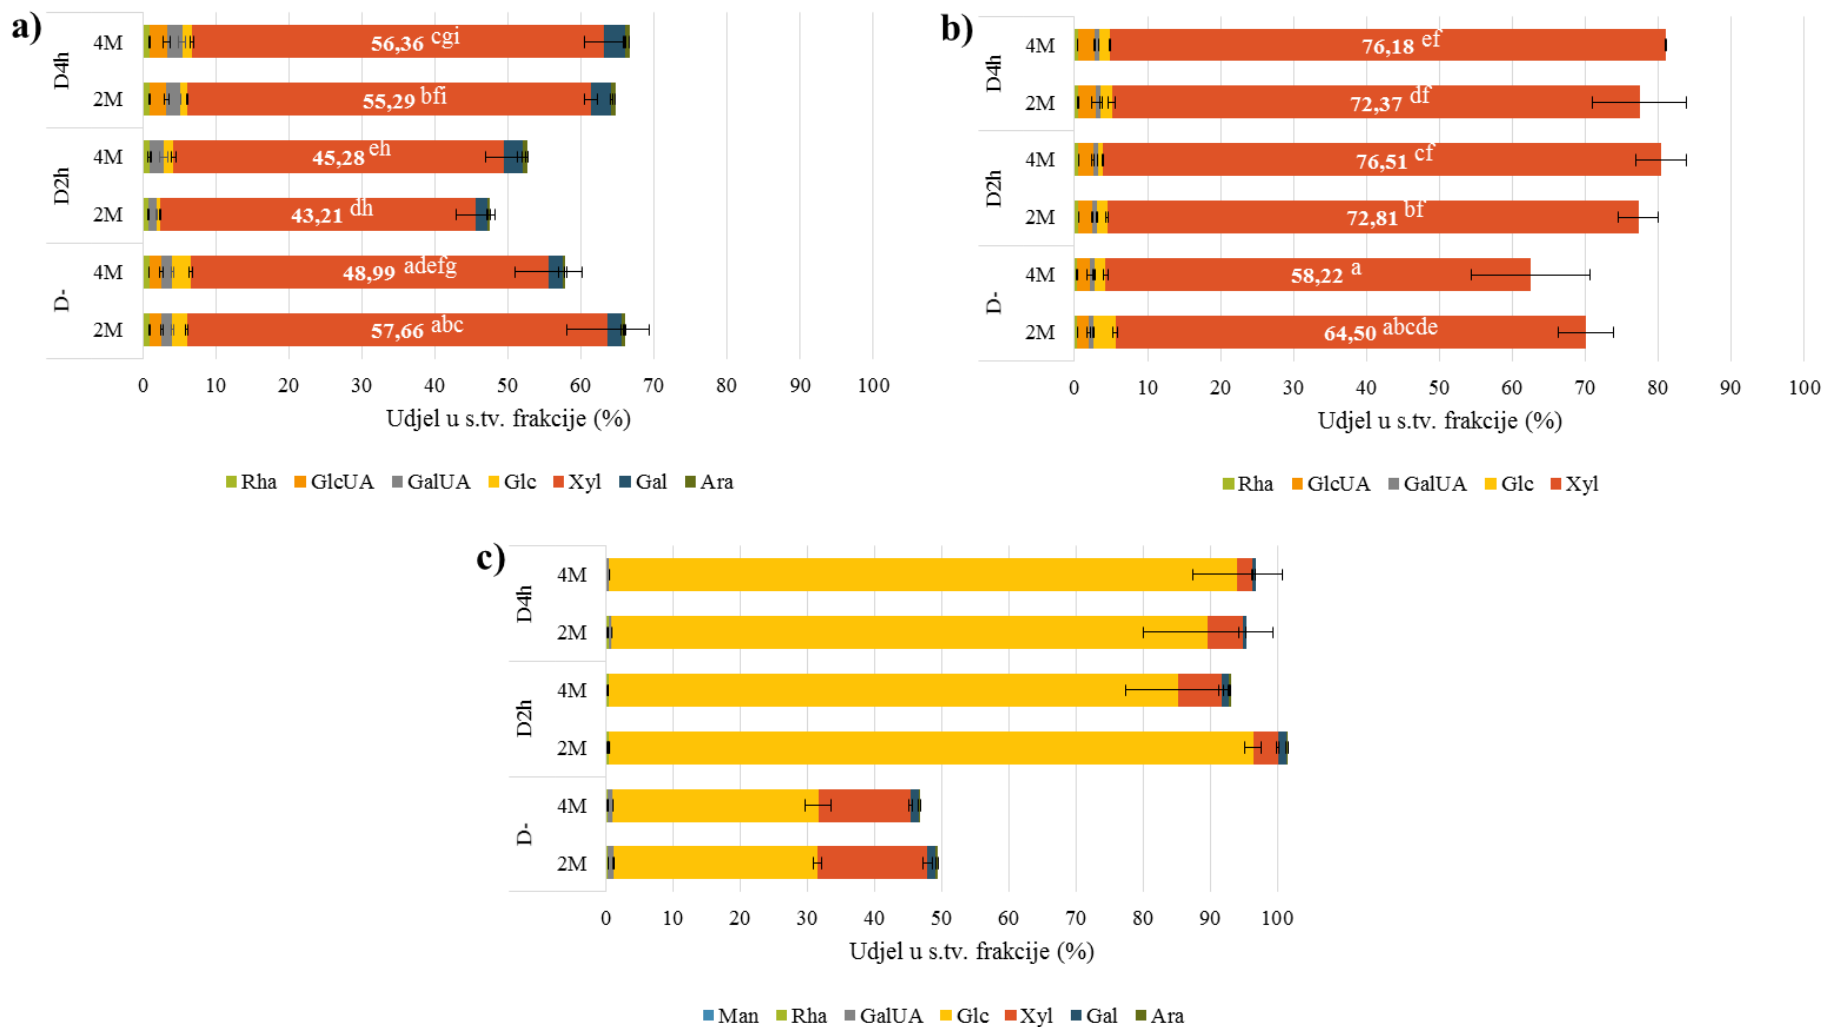 a)
D4h
4M
56,36 cgi
2M
55,29 bfi
D2h
4M
45,28 eh
2M
43,21 dh
D-
4M
48,99 adefg
2M
57,66 abc
0 10 20 30 40 50 60 70 80 90 100
Udjel u s.tv. frakcije (%)
Rha GlcUA GalUA Glc Xyl Gal Ara
b)
D4h
4M
76,18 ef
2M
72,37 df
D2h
4M
76,51 cf
2M
72,81 bf
D-
4M
58,22 a
2M
64,50 abcde
0 10 20 30 40 50 60 70 80 90 100
Udjel u s.tv. frakcije (%)
Rha GlcUA GalUA Glc Xyl
c)
D4h
4M
2M
D2h
4M
2M
D-
4M
2M
0 10 20 30 40 50 60 70 80 90 100
Udjel u s.tv. frakcije (%)
Man Rha GalUA Glc Xyl Gal Ara